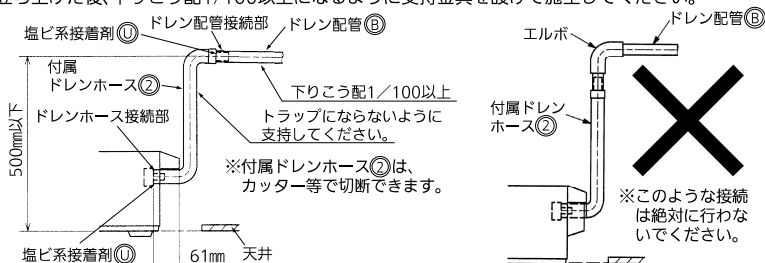 立ち上げた後、下りこう配1/100以上になるように支持金具を設けて施工してください。
塩ビ系接着剤Ⓤ
ドレン配管接続部
ドレン配管Ⓑ
付属
ドレンホース②
下りこう配1/100以上
ドレンホース接続部
トラップにならないように
支持してください。
500mm以下
※付属ドレンホース②は、
カッター等で切断できます。
塩ビ系接着剤Ⓤ
61mm
天井
エルボ
ドレン配管Ⓑ
付属ドレン
ホース②
※このような接続
は絶対に行わな
いでください。